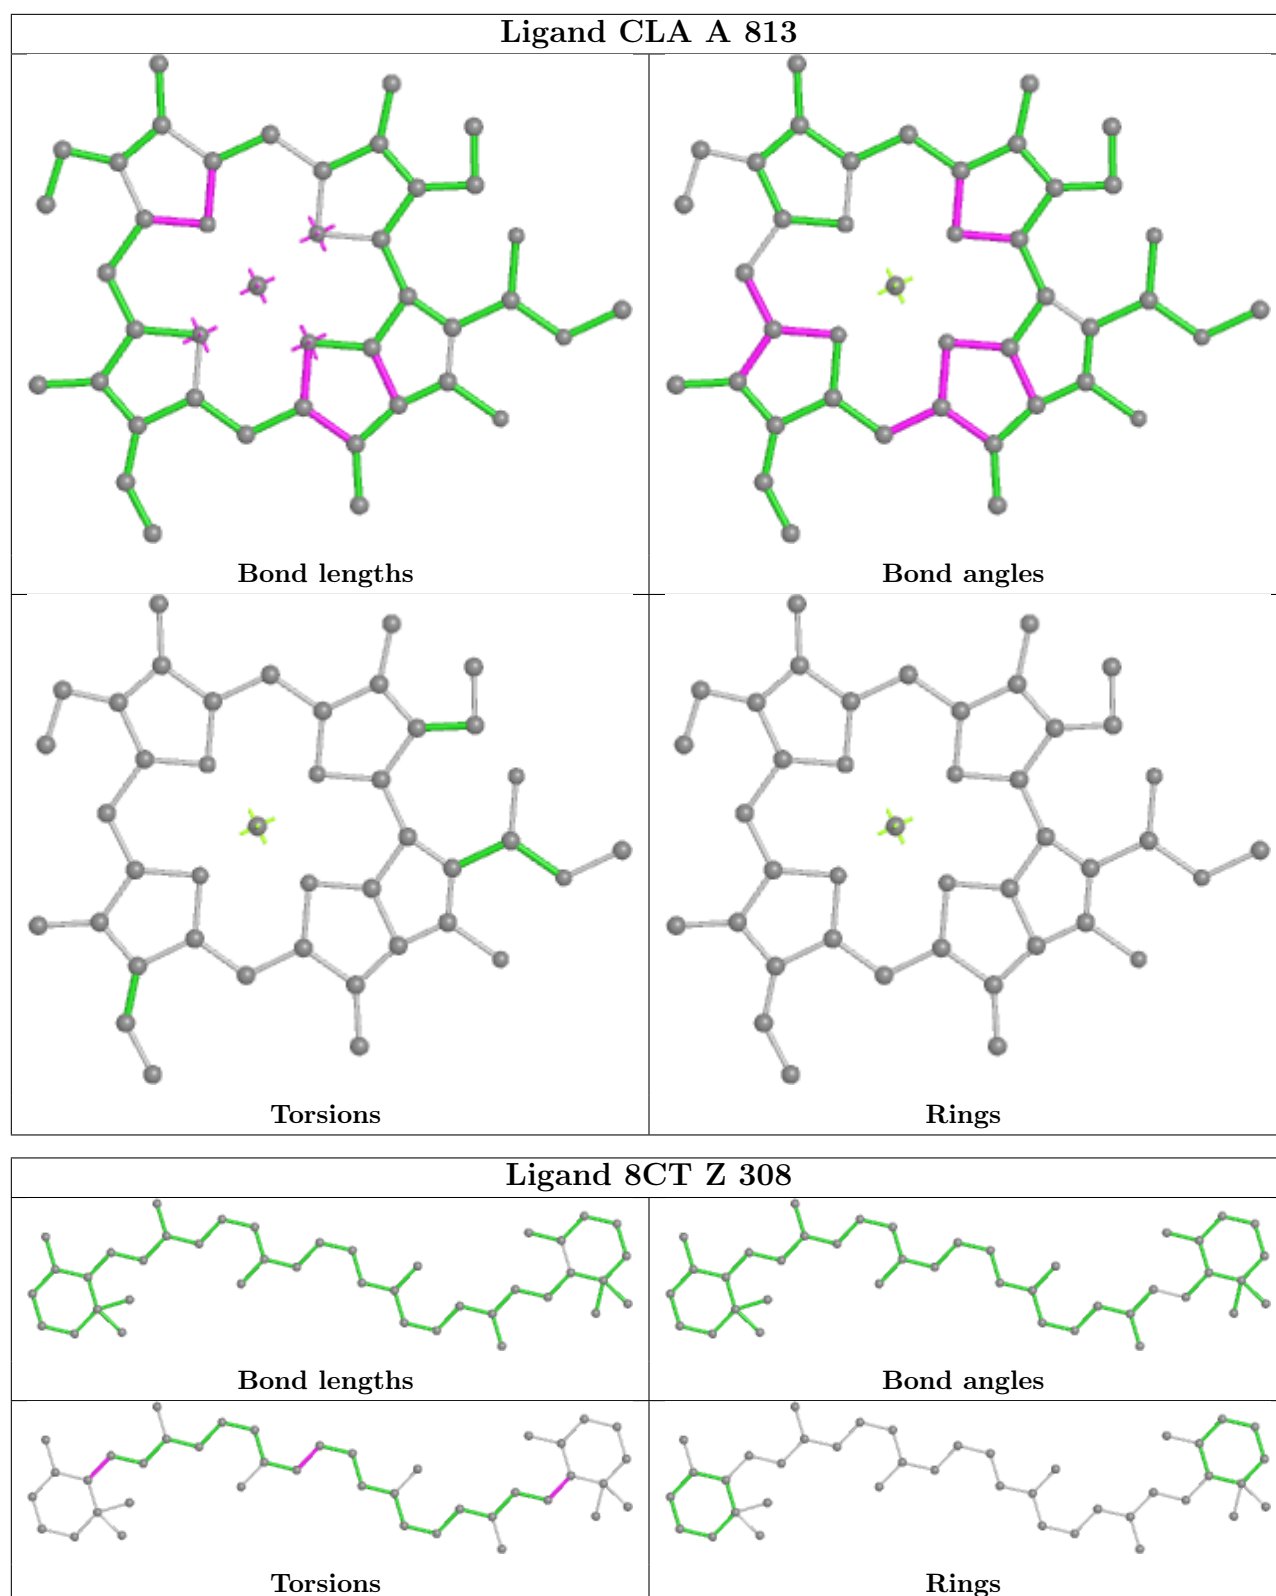 Ligand CLA A 813
Bond lengths
Bond angles
Torsions
Rings
Ligand 8CT Z 308
Bond lengths
Bond angles
Torsions
Rings